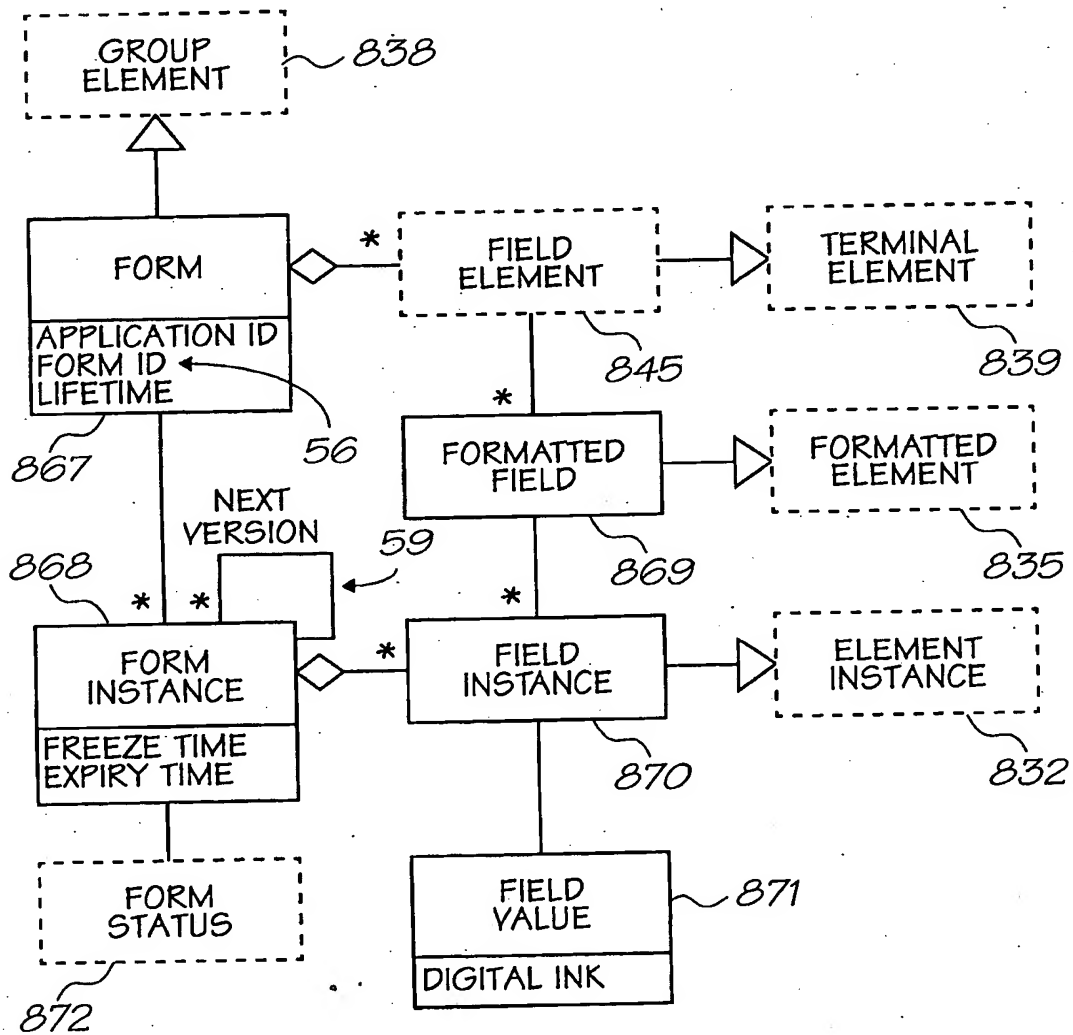 GROUP
ELEMENT
838
FORM
*
FIELD
ELEMENT
TERMINAL
ELEMENT
APPLICATION ID
FORM ID
LIFETIME
845
839
867
56
*
FORMATTED
FIELD
FORMATTED
ELEMENT
NEXT
VERSION
59
869
835
868
*
*
*
FORM
INSTANCE
*
FIELD
INSTANCE
ELEMENT
INSTANCE
FREEZE TIME
EXPIRY TIME
870
832
FORM
STATUS
FIELD
VALUE
871
DIGITAL INK
872